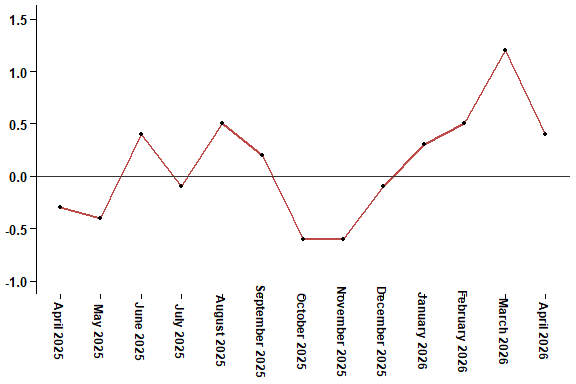 1.5
1.0
0.5
0.0
-0.5
-1.0
April 2025
May 2025
June 2025
July 2025
August 2025
September 2025
October 2025
November 2025
December 2025
January 2026
February 2026
March 2026
April 2026